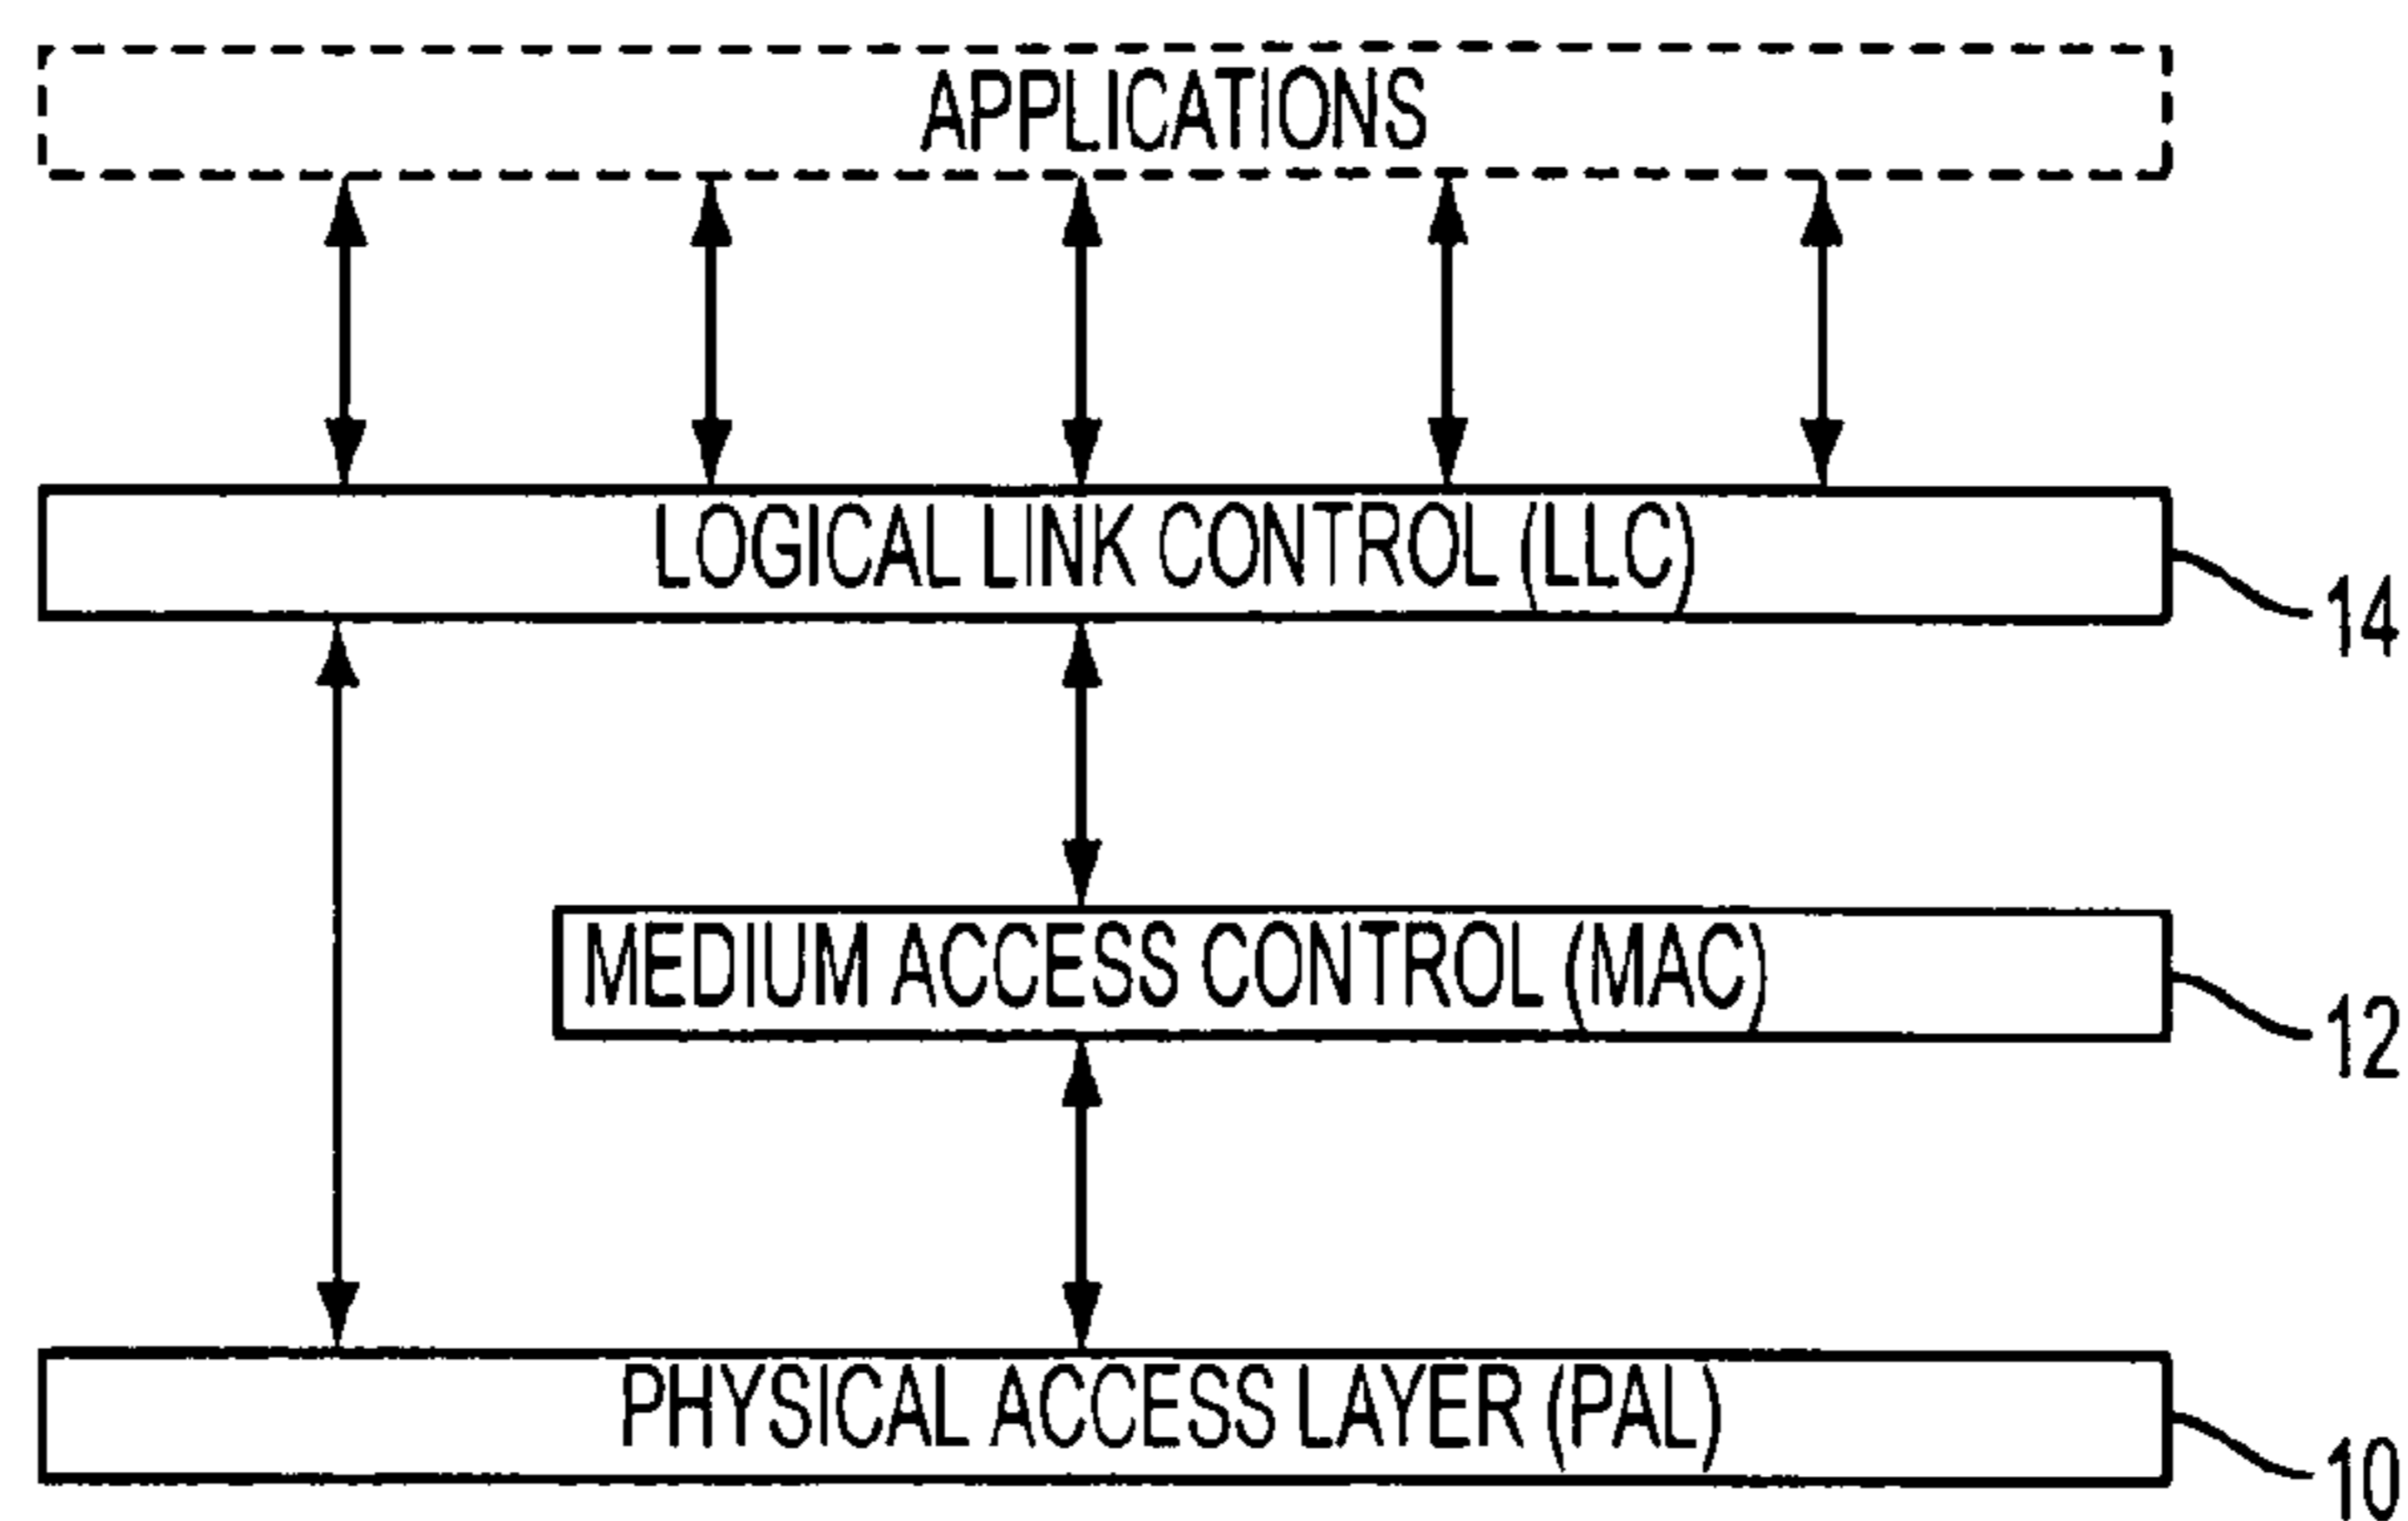 APPLICATIONS
LOGICAL LINK CONTROL (LLC)
14
MEDIUM ACCESS CONTROL (MAC)
12
PHYSICAL ACCESS LAYER (PAL)
10